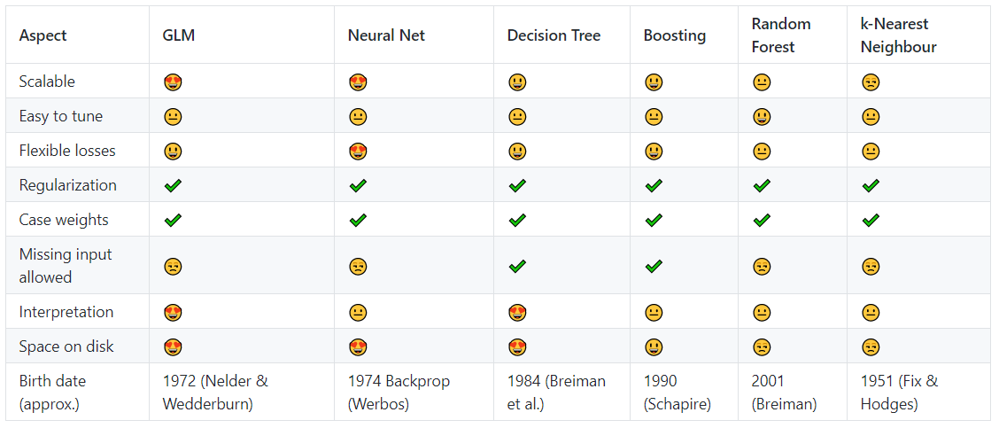 Aspect GLM Neural Net Decision Tree Boosting Random Forest k-Nearest Neighbour
Scalable 😍 😍 😃 😃 😐 😒
Easy to tune 😐 😐 😐 😐 😃 😐
Flexible losses 😃 😍 😃 😃 😐 😐
Regularization ✔ ✔ ✔ ✔ ✔ ✔
Case weights ✔ ✔ ✔ ✔ ✔ ✔
Missing input allowed 😒 😒 ✔ ✔ 😒 😒
Interpretation 😍 😐 😍 😐 😐 😐
Space on disk 😍 😍 😍 😃 😒 😒
Birth date (approx.) 1972 (Nelder & Wedderburn) 1974 Backprop (Werbos) 1984 (Breiman et al.) 1990 (Schapire) 2001 (Breiman) 1951 (Fix & Hodges)